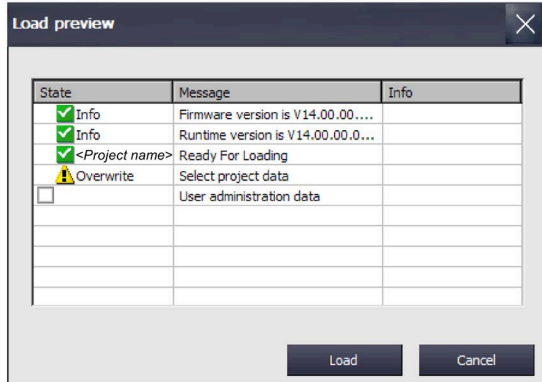 Load preview
State Message Info
Info Firmware version is V14.00.00....
Info Runtime version is V14.00.00.0...
<Project name> Ready For Loading
Overwrite Select project data
User administration data
Load Cancel